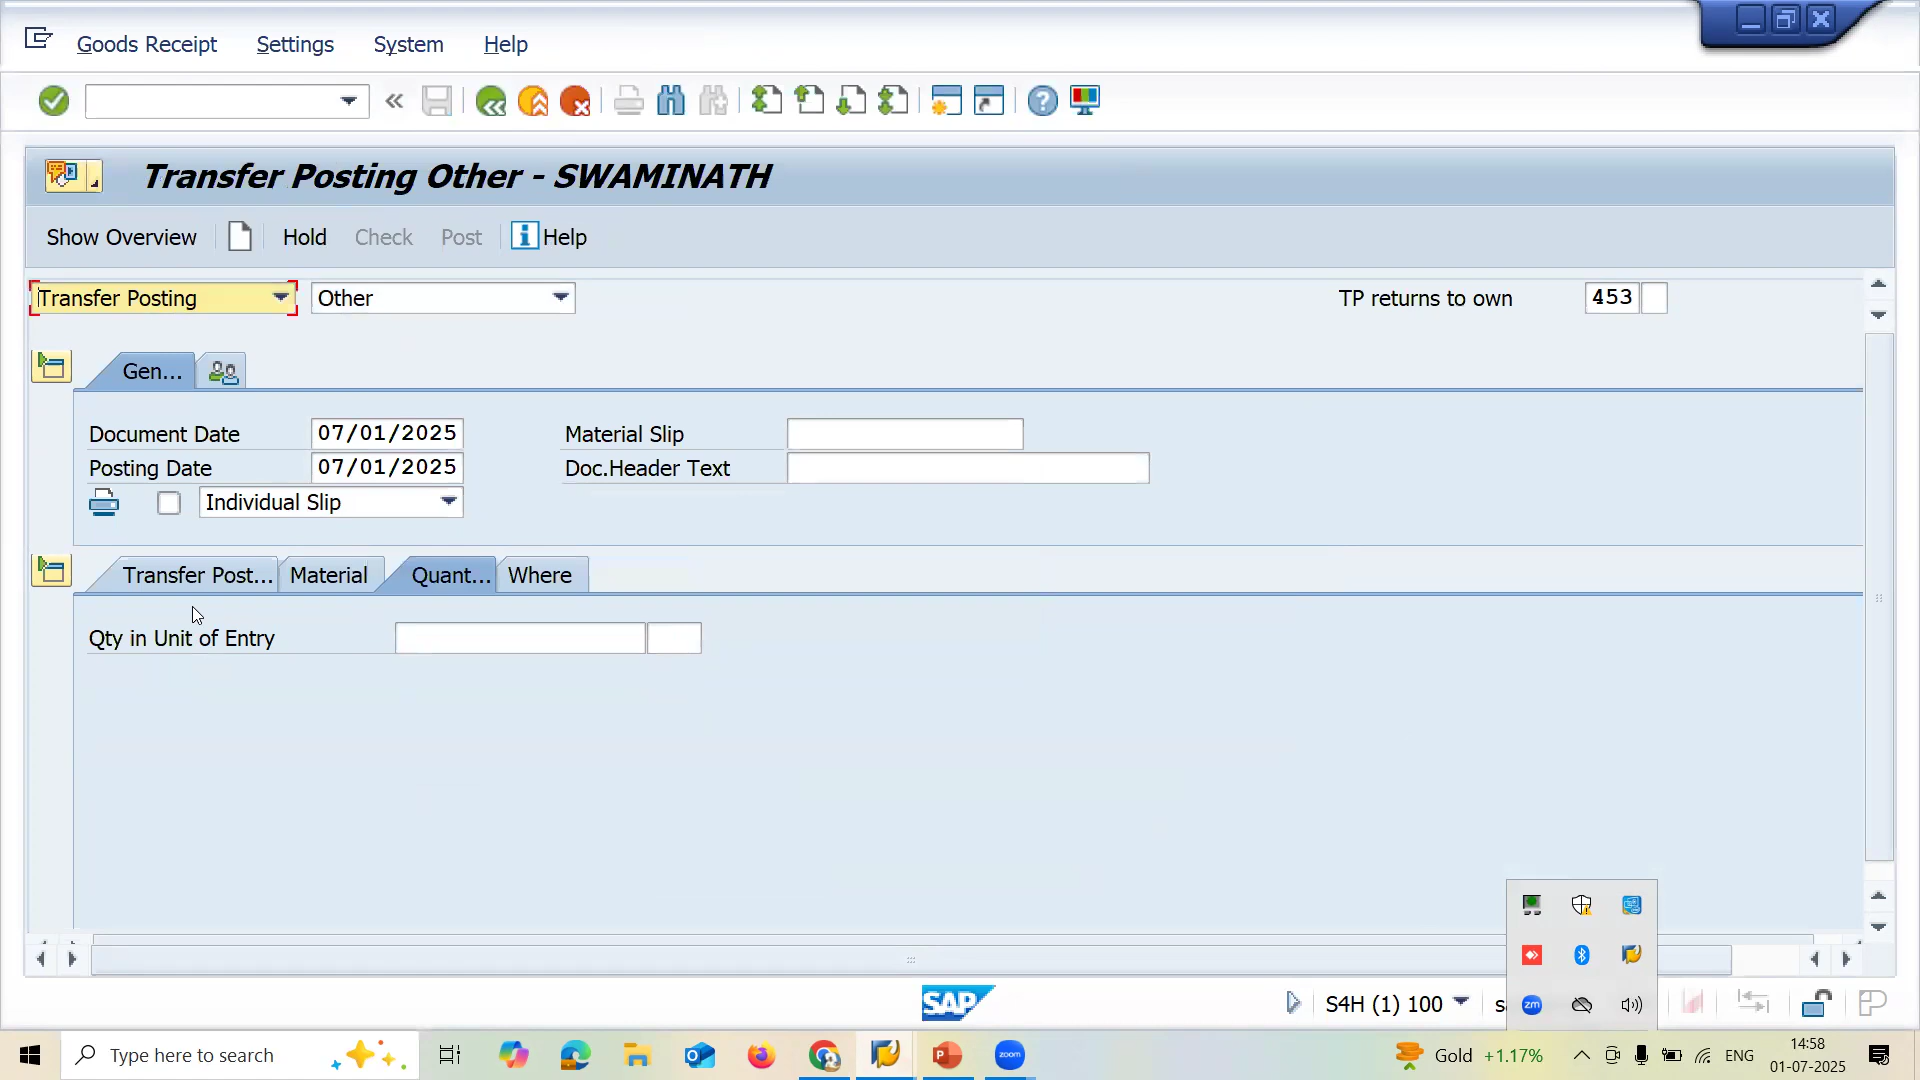 Goods Receipt Settings System Help
Transfer Posting Other - SWAMINATH
Show Overview Hold Check Post Help
Transfer Posting Other TP returns to own 453
Gen...
Document Date 07/01/2025 Material Slip
Posting Date 07/01/2025 Doc.Header Text
Individual Slip
Transfer Post... Material Quant... Where
Qty in Unit of Entry
SAP S4H (1) 100
zm
Type here to search zoom Gold +1.17% ENG 14:58
01-07-2025